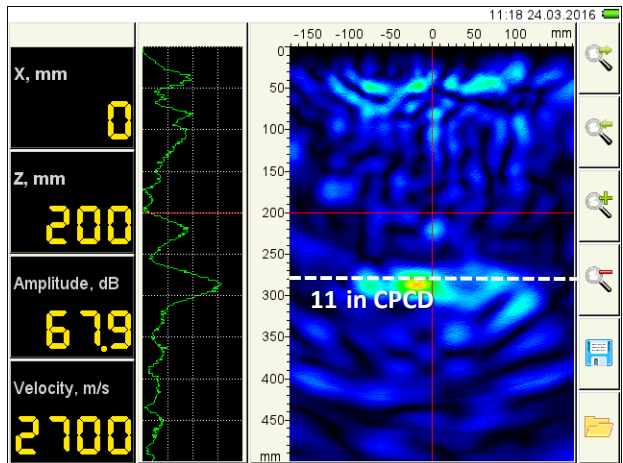 11:18 24.03.2016
X, mm
0
Z, mm
200
Amplitude, dB
67.9
Velocity, m/s
2700
-150 -100 -50 0 50 100 mm
0
50
100
150
200
250
300
350
400
450
mm
11 in CPCD